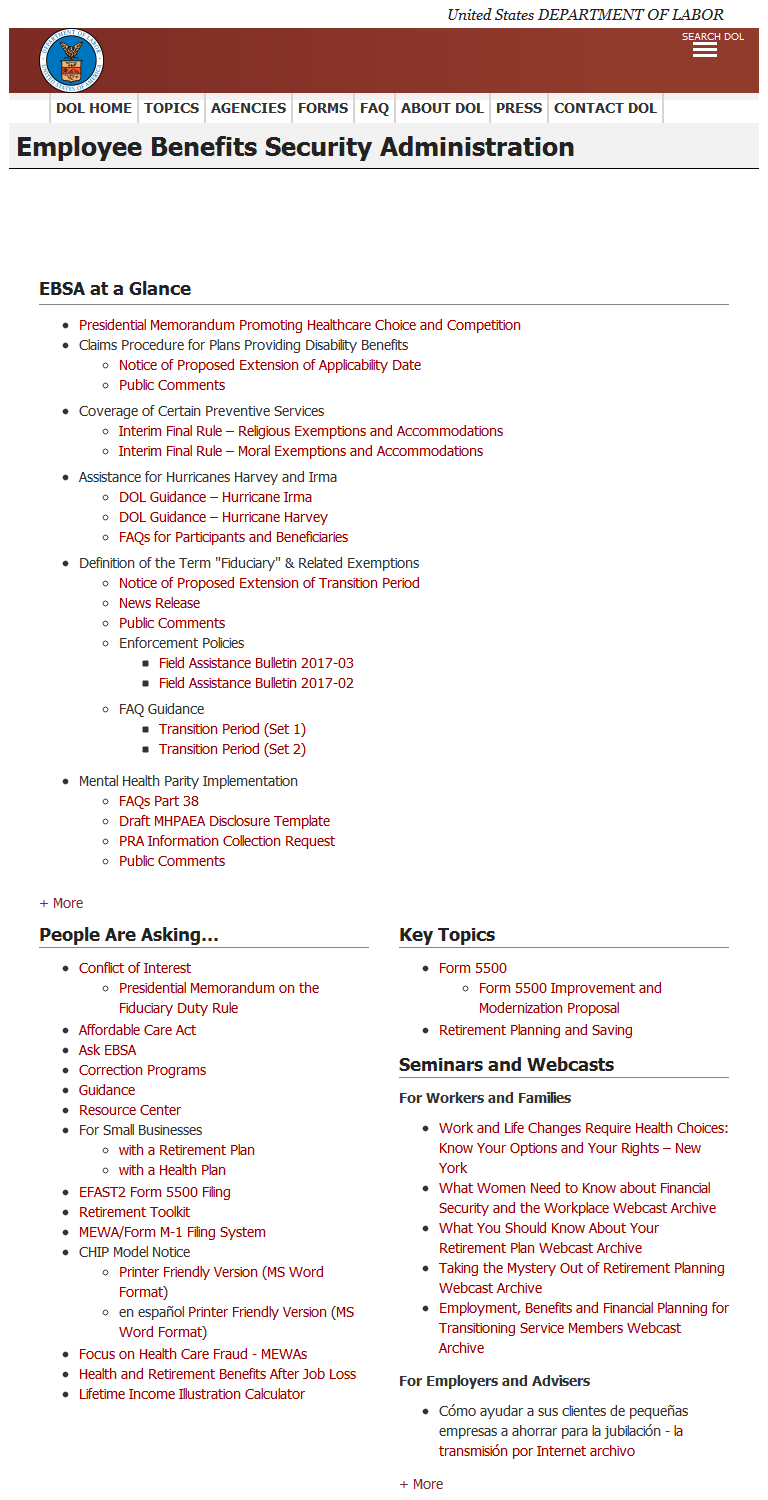 United States DEPARTMENT OF LABOR
SEARCH DOL
DOL HOME TOPICS AGENCIES FORMS FAQ ABOUT DOL PRESS CONTACT DOL
Employee Benefits Security Administration
EBSA at a Glance
Presidential Memorandum Promoting Healthcare Choice and Competition
Claims Procedure for Plans Providing Disability Benefits
Notice of Proposed Extension of Applicability Date
Public Comments
Coverage of Certain Preventive Services
Interim Final Rule – Religious Exemptions and Accommodations
Interim Final Rule – Moral Exemptions and Accommodations
Assistance for Hurricanes Harvey and Irma
DOL Guidance – Hurricane Irma
DOL Guidance – Hurricane Harvey
FAQs for Participants and Beneficiaries
Definition of the Term "Fiduciary" & Related Exemptions
Notice of Proposed Extension of Transition Period
News Release
Public Comments
Enforcement Policies
Field Assistance Bulletin 2017-03
Field Assistance Bulletin 2017-02
FAQ Guidance
Transition Period (Set 1)
Transition Period (Set 2)
Mental Health Parity Implementation
FAQs Part 38
Draft MHPAEA Disclosure Template
PRA Information Collection Request
Public Comments
+ More
People Are Asking...
Conflict of Interest
Presidential Memorandum on the
Fiduciary Duty Rule
Affordable Care Act
Ask EBSA
Correction Programs
Guidance
Resource Center
For Small Businesses
with a Retirement Plan
with a Health Plan
EFAST2 Form 5500 Filing
Retirement Toolkit
MEWA/Form M-1 Filing System
CHIP Model Notice
Printer Friendly Version (MS Word
Format)
en español Printer Friendly Version (MS
Word Format)
Focus on Health Care Fraud - MEWAs
Health and Retirement Benefits After Job Loss
Lifetime Income Illustration Calculator
Key Topics
Form 5500
Form 5500 Improvement and
Modernization Proposal
Retirement Planning and Saving
Seminars and Webcasts
For Workers and Families
Work and Life Changes Require Health Choices:
Know Your Options and Your Rights – New
York
What Women Need to Know about Financial
Security and the Workplace Webcast Archive
What You Should Know About Your
Retirement Plan Webcast Archive
Taking the Mystery Out of Retirement Planning
Webcast Archive
Employment, Benefits and Financial Planning for
Transitioning Service Members Webcast
Archive
For Employers and Advisers
Cómo ayudar a sus clientes de pequeñas
empresas a ahorrar para la jubilación - la
transmisión por Internet archivo
+ More